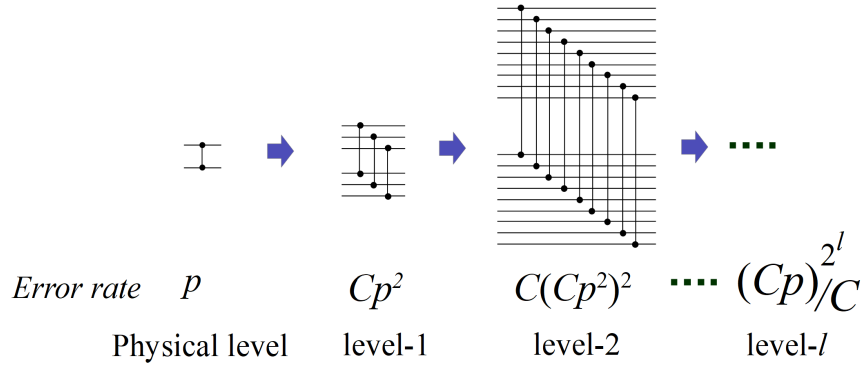 Error rate p Cp² C(Cp²)² (Cp)^{2^l}/C
Physical level level-1 level-2 level-l